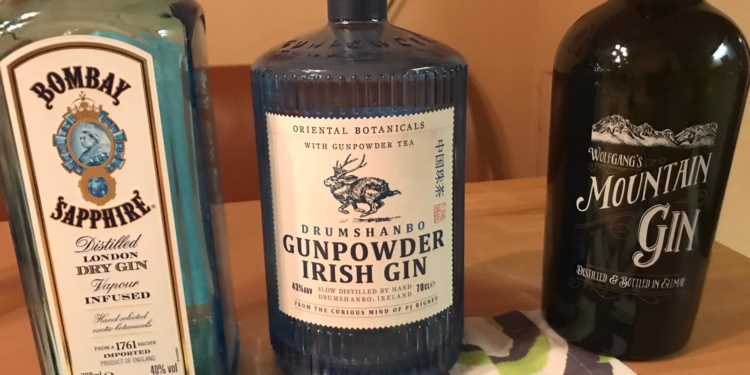 BOMBAY
SAPPHIRE®
Distilled
LONDON
DRY GIN
Vapour
INFUSED
Hand selected
exotic botanicals
FROM A 1761 RECIPE
IMPORTED
PRODUCT OF ENGLAND
40% vol
ORIENTAL BOTANICALS
WITH GUNPOWDER TEA
中国珠茶
DRUMSHANBO
GUNPOWDER
IRISH GIN
43% ABV SLOW DISTILLED BY HAND 70CL e
DRUMSHANBO, IRELAND
FROM THE CURIOUS MIND OF PJ RIGNEY
WOLFGANG'S
MOUNTAIN
GIN
DISTILLED & BOTTLED IN